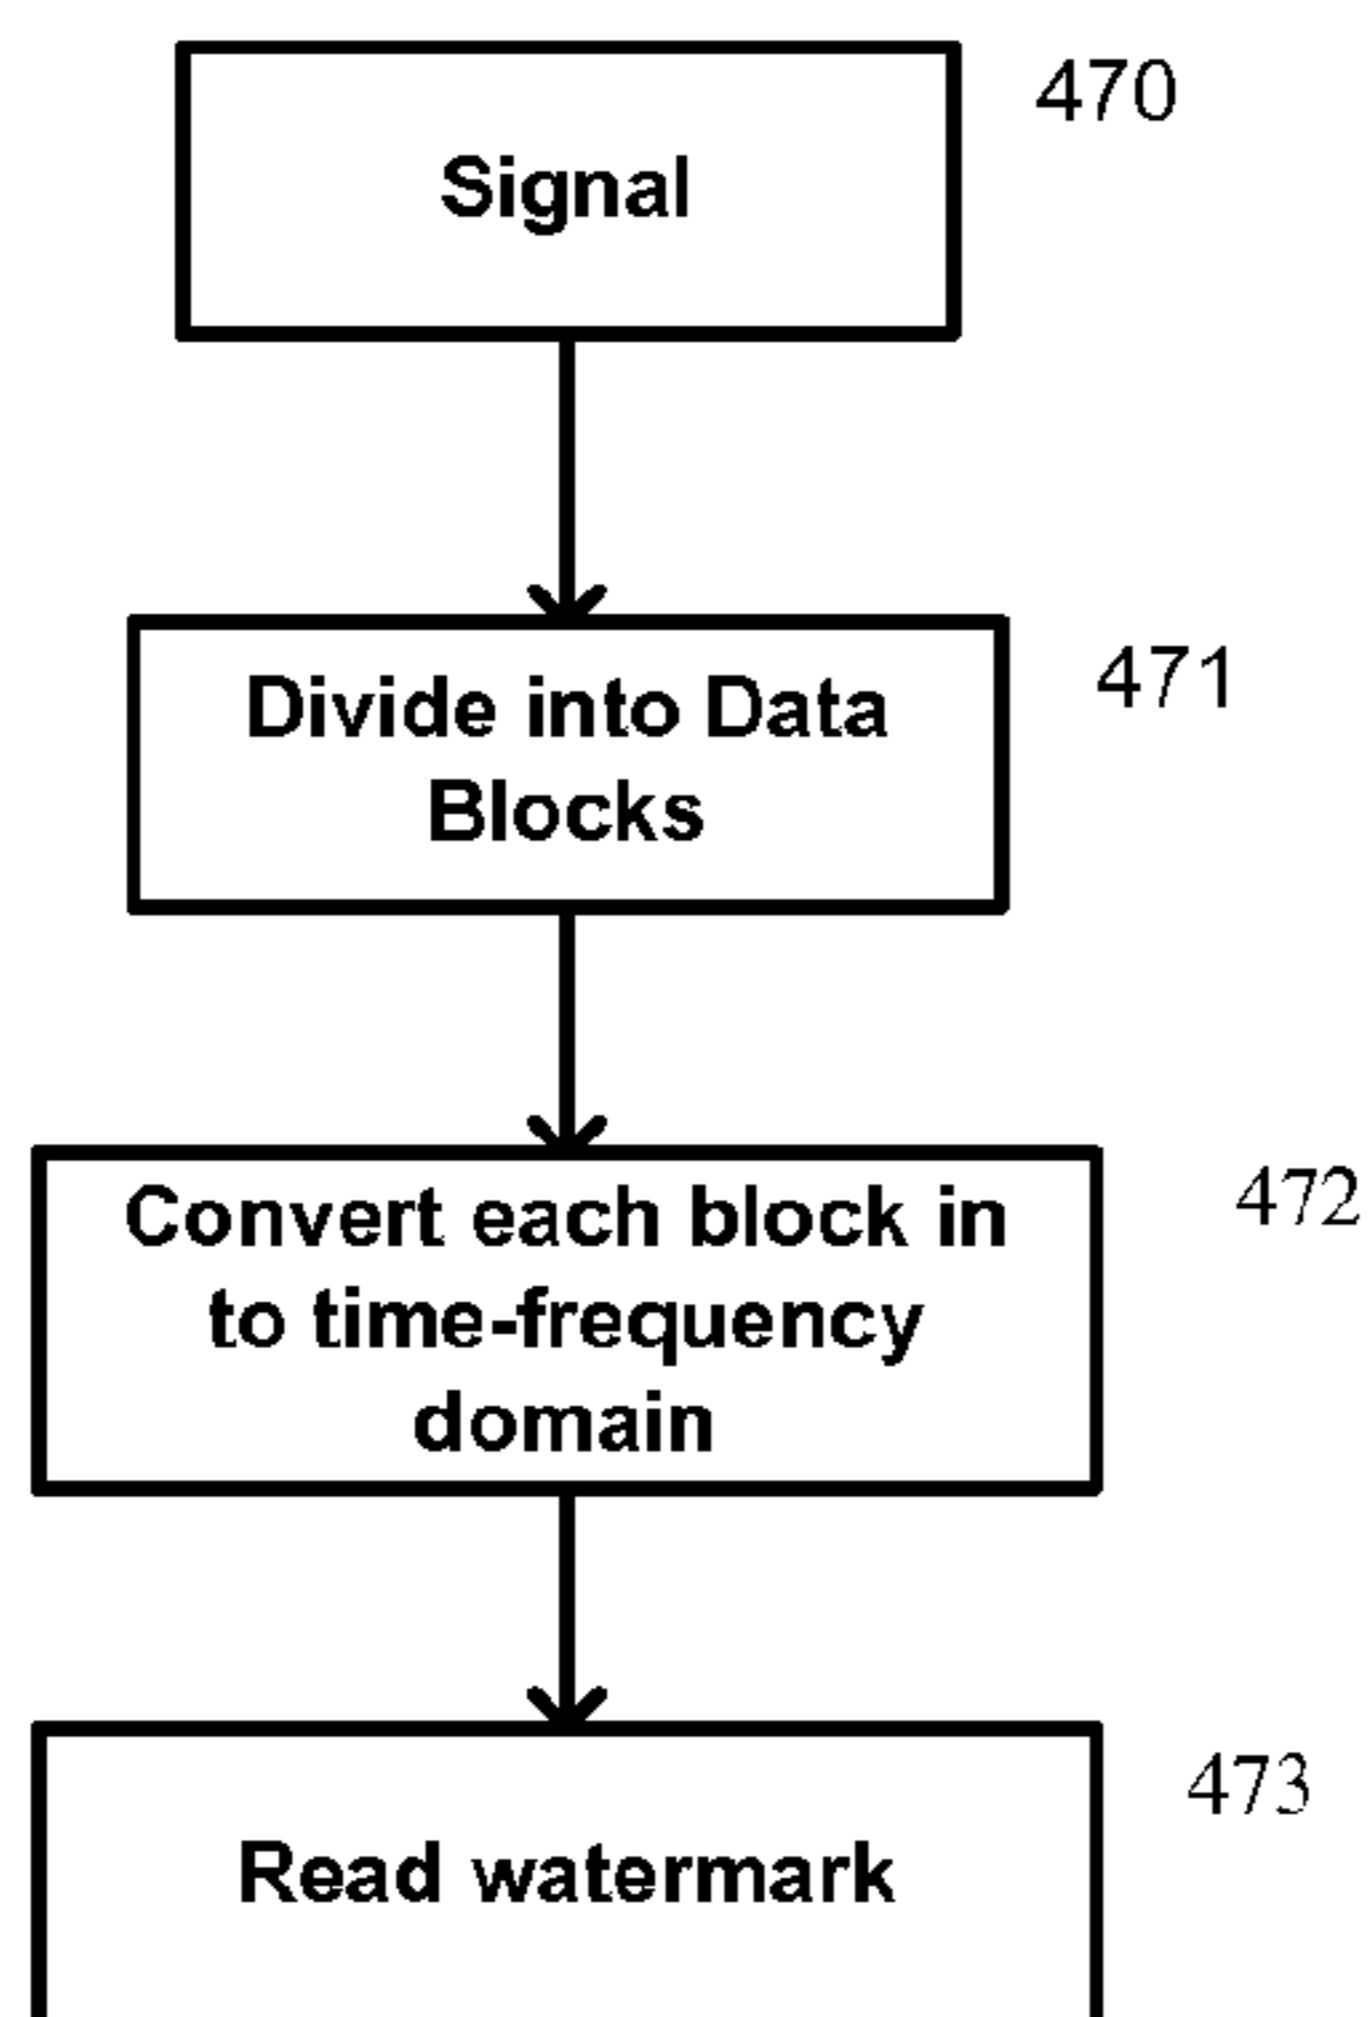 470
Signal
471
Divide into Data
Blocks
472
Convert each block in
to time-frequency
domain
473
Read watermark